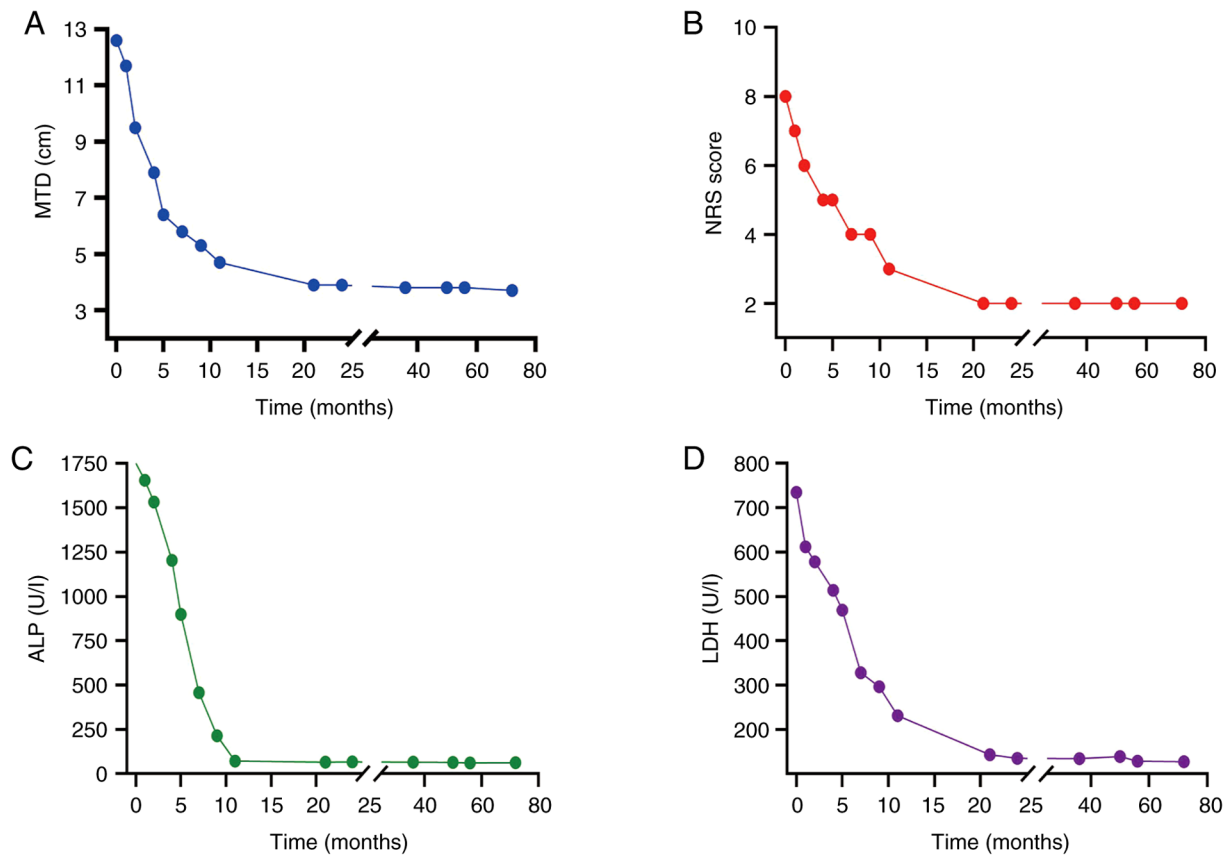 A
MTD (cm)
13
11
9
7
5
3
0 5 10 15 20 25 40 60 80
Time (months)
B
NRS score
10
8
6
4
2
0 5 10 15 20 25 40 60 80
Time (months)
C
ALP (U/l)
1750
1500
1250
1000
750
500
250
0
0 5 10 15 20 25 40 60 80
Time (months)
D
LDH (U/l)
800
700
600
500
400
300
200
0 5 10 15 20 25 40 60 80
Time (months)